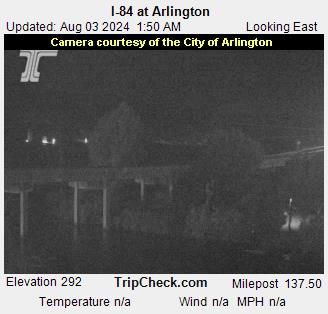 I-84 at Arlington
Updated: Aug 03 2024 1:50 AM Looking East
Camera courtesy of the City of Arlington
Elevation 292 TripCheck.com Milepost 137.50
Temperature n/a Wind n/a MPH n/a